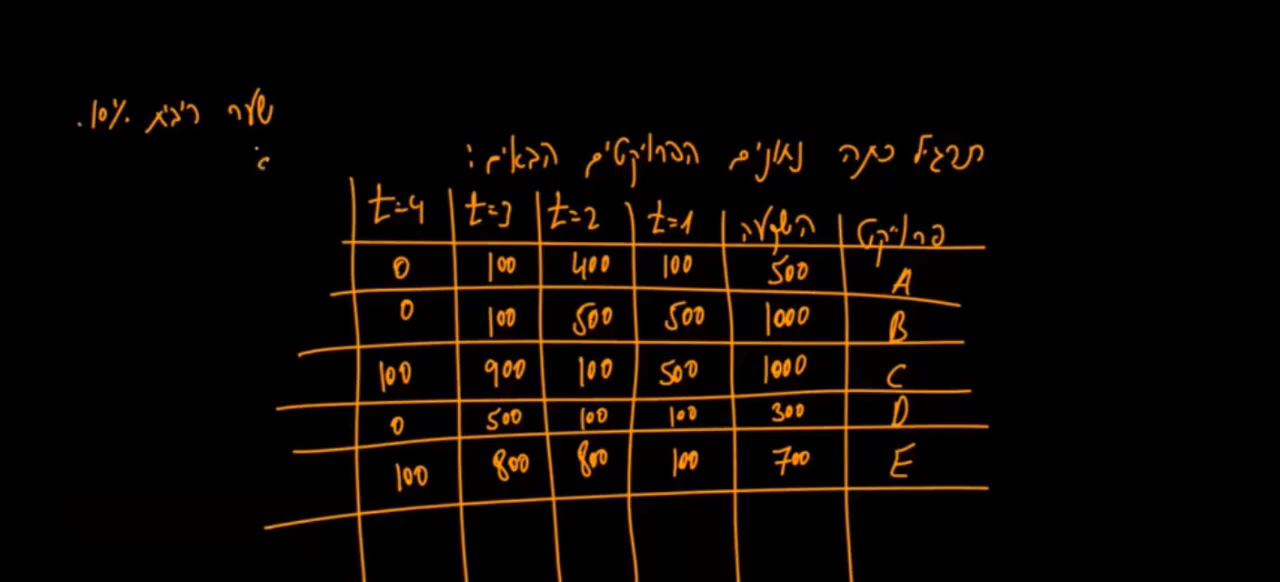 שער ריבית 10%.
תרגיל כתה נתונים הפרויקטים הבאים:
פרוייקט השקעה t=1 t=2 t=3 t=4
A 500 100 400 100 0
B 1000 500 500 100 0
C 1000 500 100 900 100
D 300 100 100 500 0
E 700 100 800 800 100